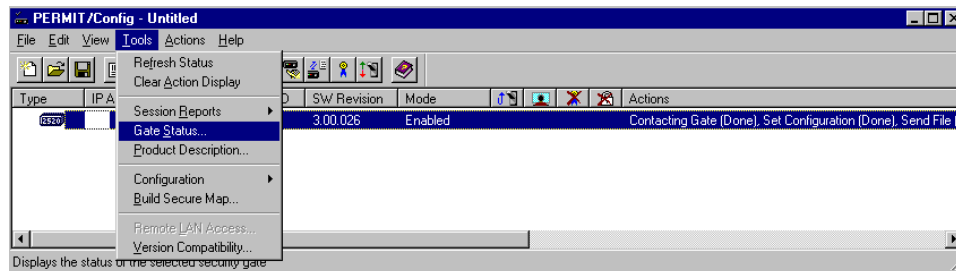 PERMIT/Config - Untitled
File Edit View Tools Actions Help
Refresh Status
Clear Action Display
Type IP A SW Revision Mode Actions
Session Reports
2520 3.00.026 Enabled Contacting Gate (Done), Set Configuration (Done), Send File
Gate Status...
Product Description...
Configuration
Build Secure Map...
Remote LAN Access...
Version Compatibility...
Displays the status of the selected security gate